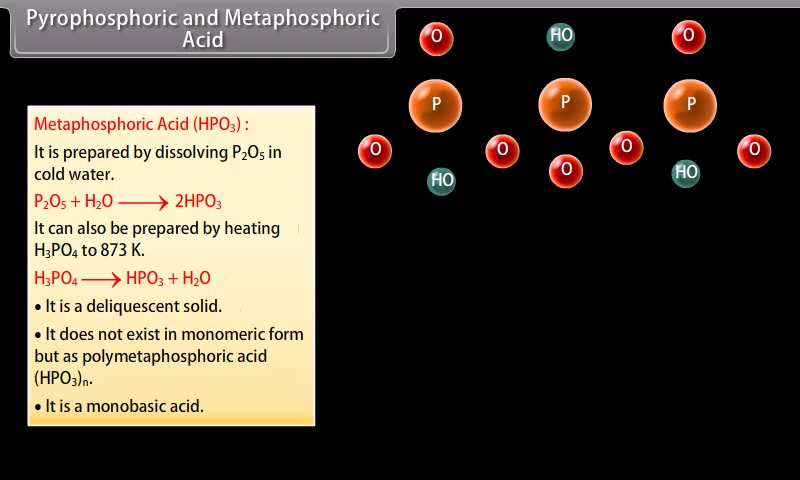 Pyrophosphoric and Metaphosphoric
Acid
Metaphosphoric Acid (HPO₃) :
It is prepared by dissolving P₂O₅ in
cold water.
P₂O₅ + H₂O ⟶ 2HPO₃
It can also be prepared by heating
H₃PO₄ to 873 K.
H₃PO₄ ⟶ HPO₃ + H₂O
• It is a deliquescent solid.
• It does not exist in monomeric form
but as polymetaphosphoric acid
(HPO₃)ₙ.
• It is a monobasic acid.
O HO O
P P P
O O O O O
HO HO